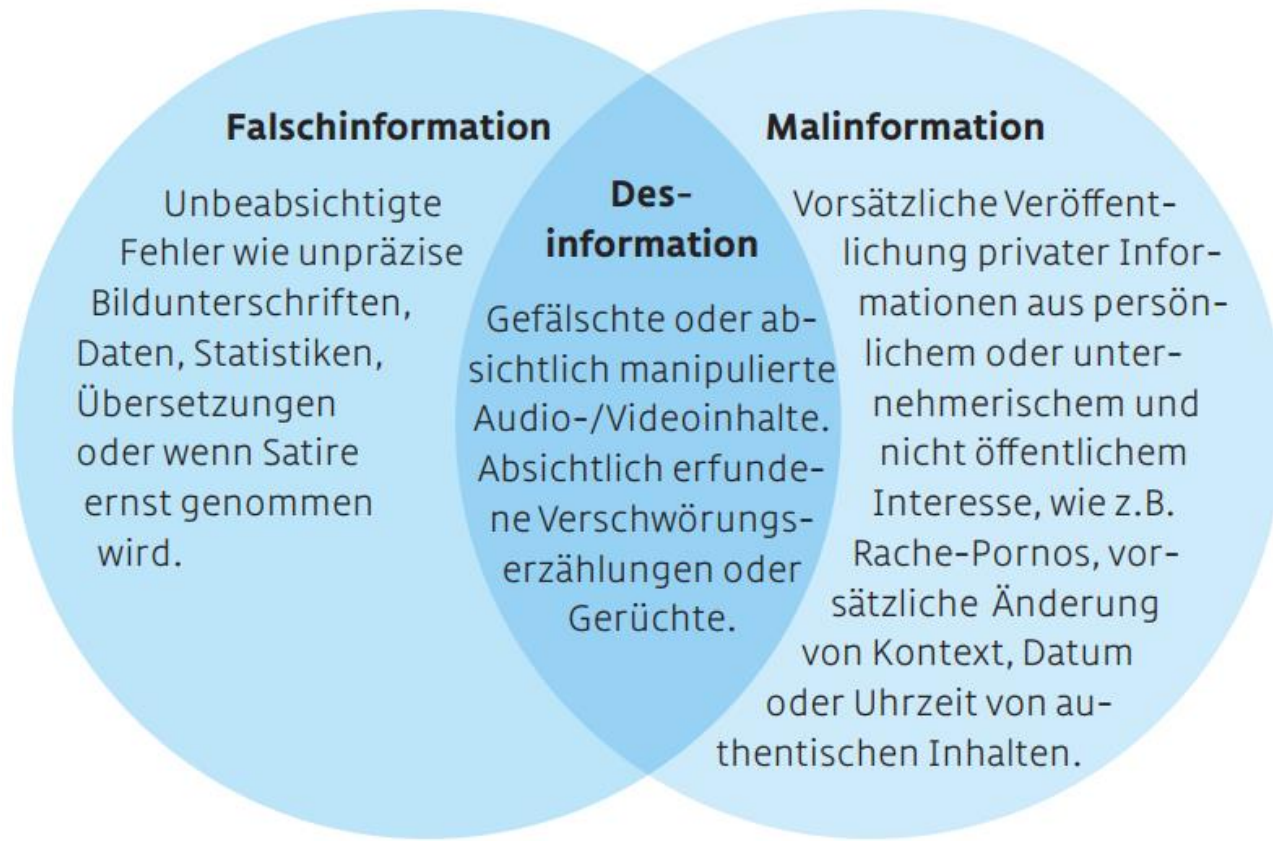 Falschinformation
Unbeabsichtigte
Fehler wie unpräzise
Bildunterschriften,
Daten, Statistiken,
Übersetzungen
oder wenn Satire
ernst genommen
wird.
Des-
information
Gefälschte oder ab-
sichtlich manipulierte
Audio-/Videoinhalte.
Absichtlich erfunde-
ne Verschwörungs-
erzählungen oder
Gerüchte.
Malinformation
Vorsätzliche Veröffent-
lichung privater Infor-
mationen aus persön-
lichem oder unter-
nehmerischem und
nicht öffentlichem
Interesse, wie z.B.
Rache-Pornos, vor-
sätzliche Änderung
von Kontext, Datum
oder Uhrzeit von au-
thentischen Inhalten.